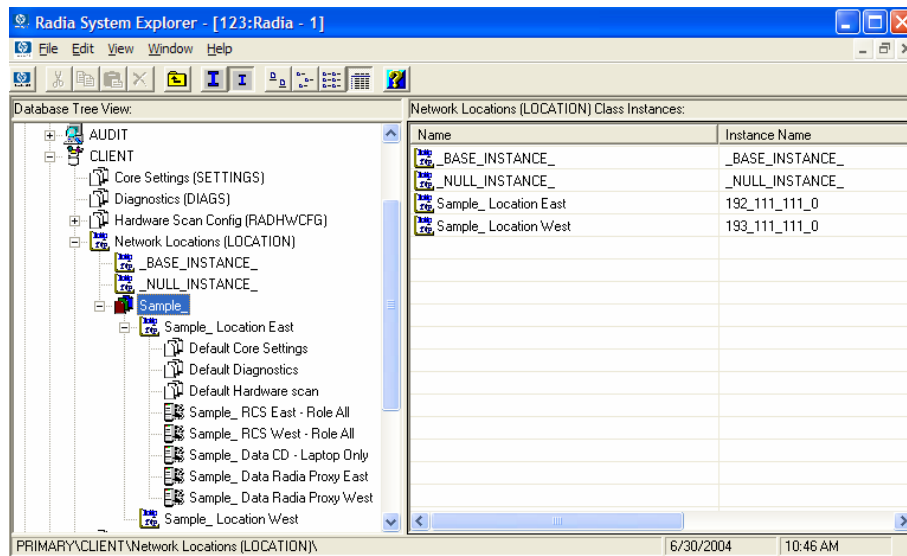 Radia System Explorer - [123:Radia - 1]
File Edit View Window Help
Database Tree View:
Network Locations (LOCATION) Class Instances:
AUDIT
CLIENT
Core Settings (SETTINGS)
Diagnostics (DIAGS)
Hardware Scan Config (RADHWCFG)
Network Locations (LOCATION)
_BASE_INSTANCE_
_NULL_INSTANCE_
Sample_
Sample_ Location East
Default Core Settings
Default Diagnostics
Default Hardware scan
Sample_ RCS East - Role All
Sample_ RCS West - Role All
Sample_ Data CD - Laptop Only
Sample_ Data Radia Proxy East
Sample_ Data Radia Proxy West
Sample_ Location West
Name Instance Name
_BASE_INSTANCE_ _BASE_INSTANCE_
_NULL_INSTANCE_ _NULL_INSTANCE_
Sample_ Location East 192_111_111_0
Sample_ Location West 193_111_111_0
PRIMARY\CLIENT\Network Locations (LOCATION)\ 6/30/2004 10:46 AM